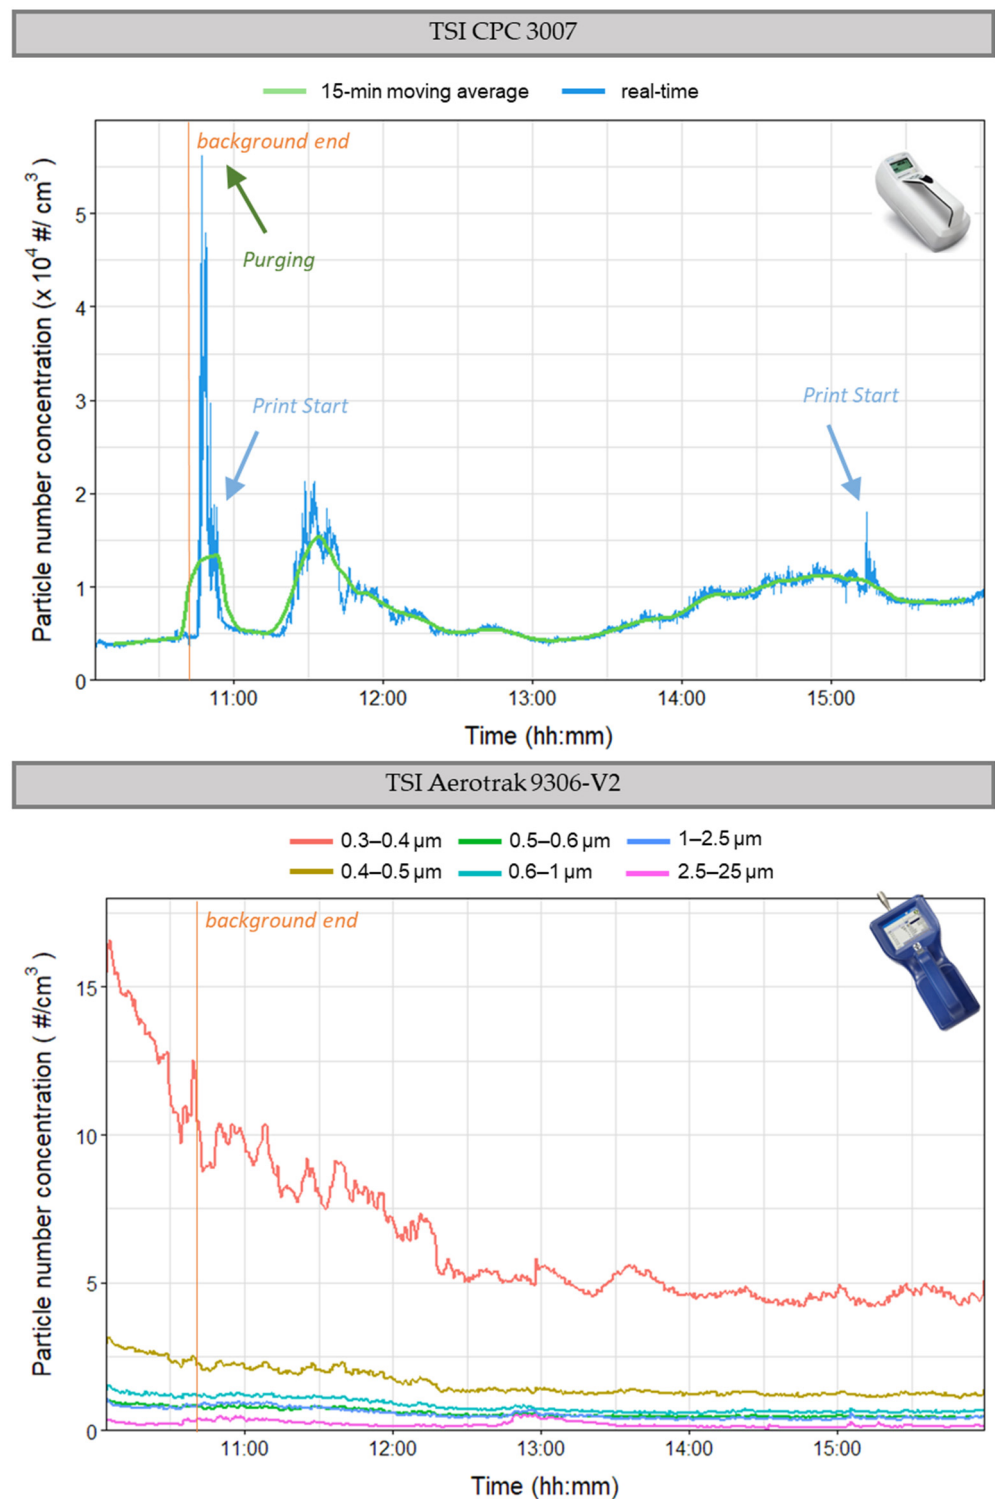 TSI CPC 3007
15-min moving average real-time
background end
Purging
Print Start
Print Start
Particle number concentration (x 10⁴ #/ cm³ )
5
4
3
2
1
0
11:00 12:00 13:00 14:00 15:00
Time (hh:mm)
TSI Aerotrak 9306-V2
0.3–0.4 µm 0.5–0.6 µm 1–2.5 µm
0.4–0.5 µm 0.6–1 µm 2.5–25 µm
background end
Particle number concentration ( #/cm³ )
15
10
5
0
11:00 12:00 13:00 14:00 15:00
Time (hh:mm)